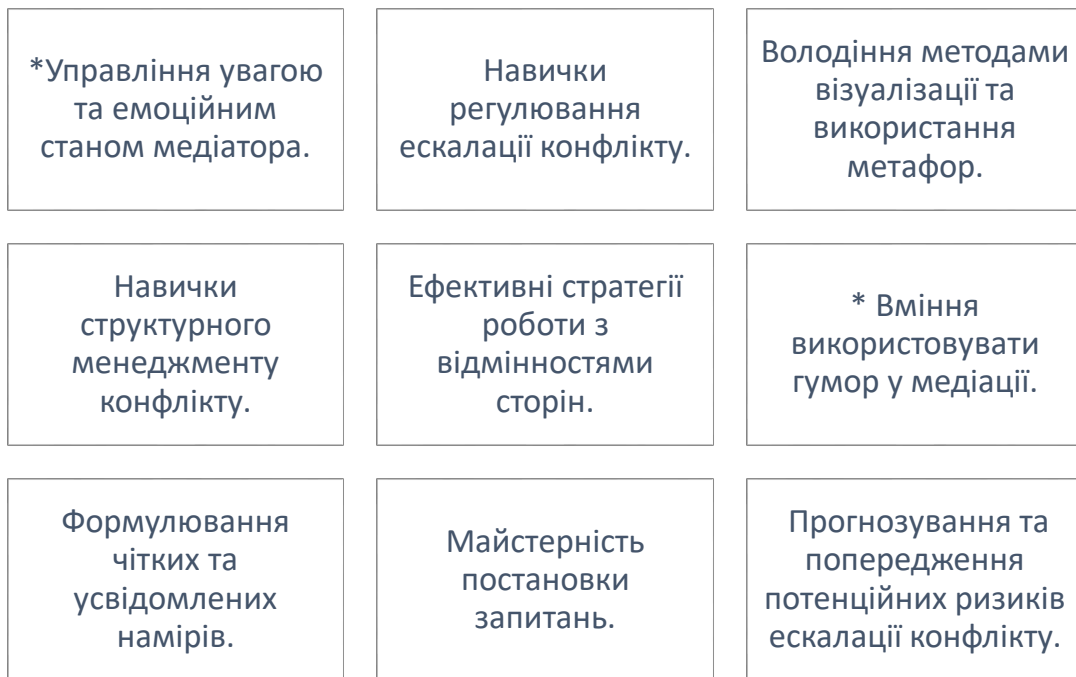 *Управління увагою
та емоційним
станом медіатора.
Навички
регулювання
ескалації конфлікту.
Володіння методами
візуалізації та
використання
метафор.
Навички
структурного
менеджменту
конфлікту.
Ефективні стратегії
роботи з
відмінностями
сторін.
* Вміння
використовувати
гумор у медіації.
Формулювання
чітких та
усвідомлених
намірів.
Майстерність
постановки
запитань.
Прогнозування та
попередження
потенційних ризиків
ескалації конфлікту.